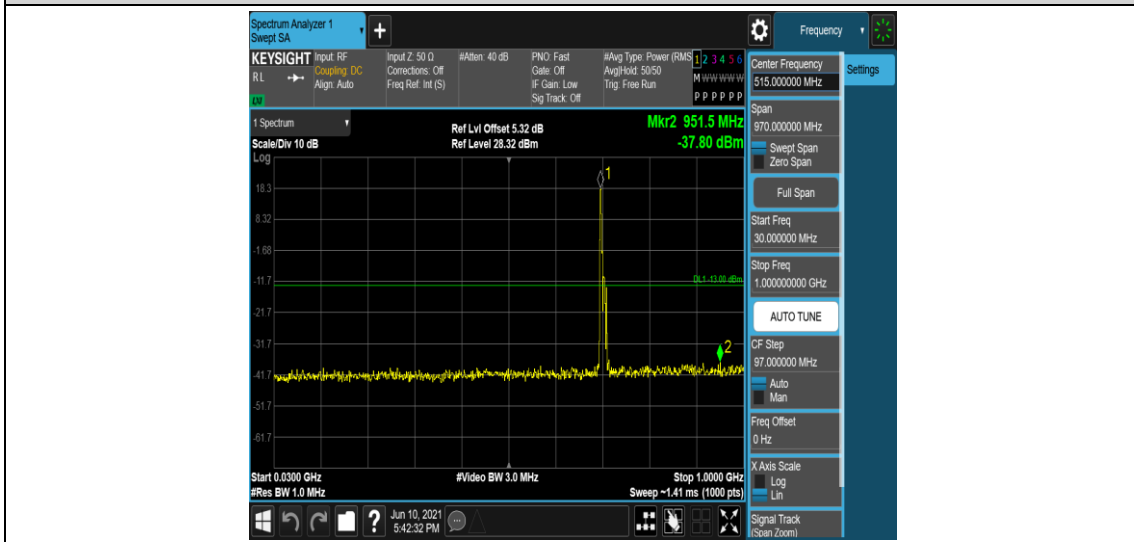 Spectrum Analyzer 1
Swept SA
+
Frequency
KEYSIGHT
RL
LXI
Input: RF
Coupling: DC
Align: Auto
Input Z: 50 Ω
Corrections: Off
Freq Ref: Int (S)
#Atten: 40 dB
PNO: Fast
Gate: Off
IF Gain: Low
Sig Track: Off
#Avg Type: Power (RMS
Avg|Hold: 50/50
Trig: Free Run
1 2 3 4 5 6
M W W W W W
P P P P P P
1 Spectrum
Scale/Div 10 dB
Log
Ref Lvl Offset 5.32 dB
Ref Level 28.32 dBm
Mkr2 951.5 MHz
-37.80 dBm
1
18.3
8.32
-1.68
-11.7
DL1 -13.00 dBm
-21.7
-31.7
2
-41.7
-51.7
-61.7
Start 0.0300 GHz
#Res BW 1.0 MHz
#Video BW 3.0 MHz
Stop 1.0000 GHz
Sweep ~1.41 ms (1000 pts)
Center Frequency
515.000000 MHz
Settings
Span
970.000000 MHz
Swept Span
Zero Span
Full Span
Start Freq
30.000000 MHz
Stop Freq
1.000000000 GHz
AUTO TUNE
CF Step
97.000000 MHz
Auto
Man
Freq Offset
0 Hz
X Axis Scale
Log
Lin
Signal Track
(Span Zoom)
?
Jun 10, 2021
5:42:32 PM